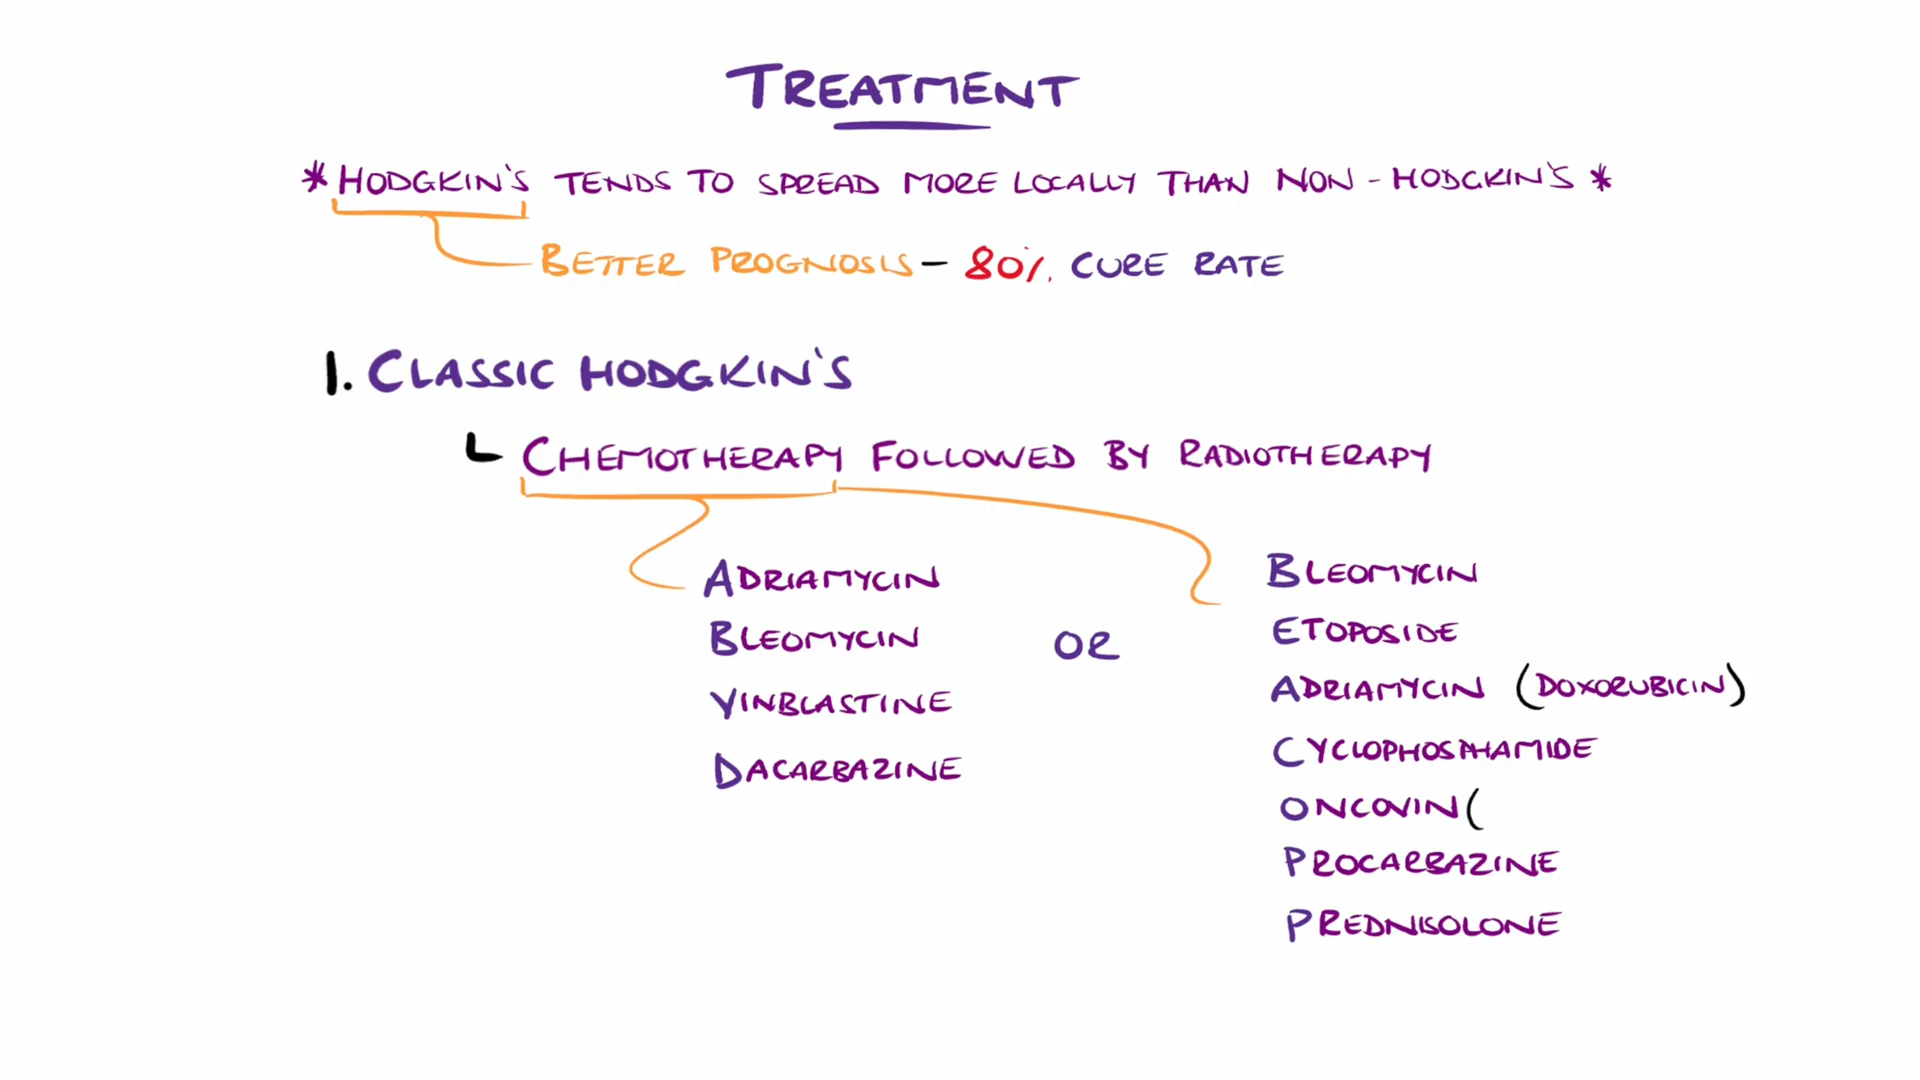 TREATMENT
* HODGKIN'S TENDS TO SPREAD MORE LOCALLY THAN NON-HODGKIN'S *
BETTER PROGNOSIS - 80% CURE RATE
1. CLASSIC HODGKIN'S
CHEMOTHERAPY FOLLOWED BY RADIOTHERAPY
ADRIAMYCIN
BLEOMYCIN
VINBLASTINE
DACARBAZINE
OR
BLEOMYCIN
ETOPOSIDE
ADRIAMYCIN (DOXORUBICIN)
CYCLOPHOSPHAMIDE
ONCOVIN (
PROCARBAZINE
PREDNISOLONE